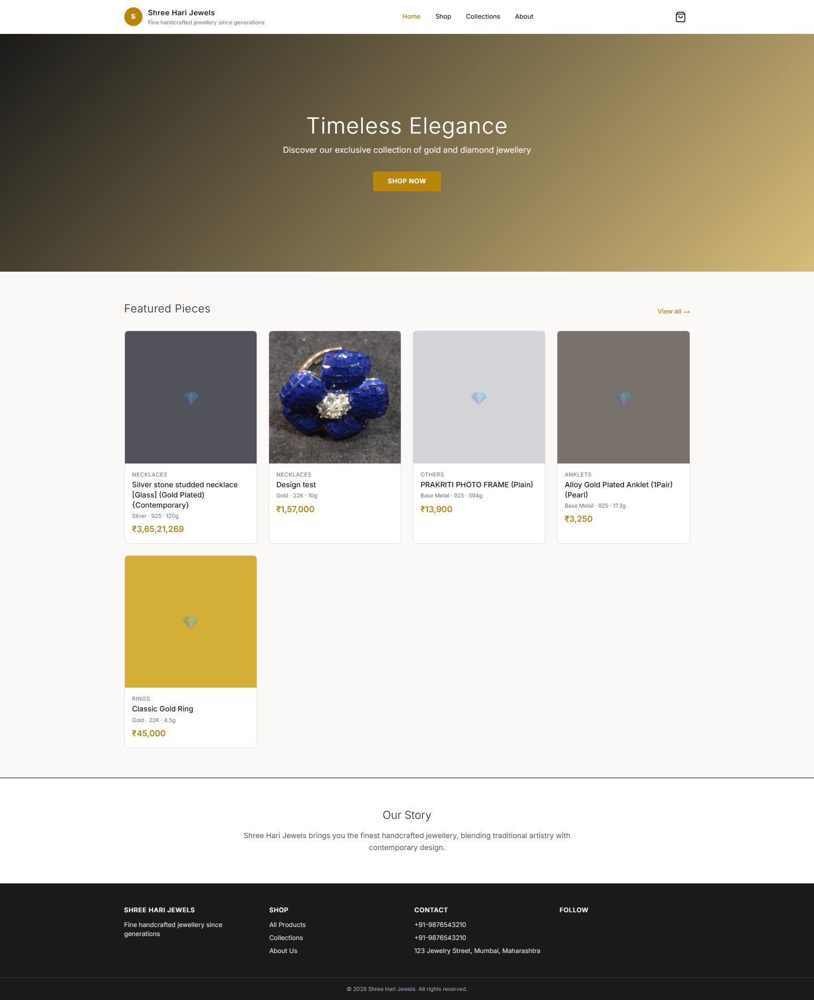 S
Shree Hari Jewels
Fine handcrafted jewellery since generations
Home
Shop
Collections
About
Timeless Elegance
Discover our exclusive collection of gold and diamond jewellery
SHOP NOW
Featured Pieces
View all →
NECKLACES
Silver stone studded necklace
[Glass] (Gold Plated)
{Contemporary}
Silver · 925 · 120g
₹3,65,21,269
NECKLACES
Design test
Gold · 22K · 10g
₹1,57,000
OTHERS
PRAKRITI PHOTO FRAME (Plain)
Base Metal · 925 · 594g
₹13,900
ANKLETS
Alloy Gold Plated Anklet (1Pair)
(Pearl)
Base Metal · 925 · 17.3g
₹3,250
RINGS
Classic Gold Ring
Gold · 22K · 4.5g
₹45,000
Our Story
Shree Hari Jewels brings you the finest handcrafted jewellery, blending traditional artistry with
contemporary design.
SHREE HARI JEWELS
Fine handcrafted jewellery since
generations
SHOP
All Products
Collections
About Us
CONTACT
+91-9876543210
+91-9876543210
123 Jewelry Street, Mumbai, Maharashtra
FOLLOW
© 2026 Shree Hari Jewels. All rights reserved.